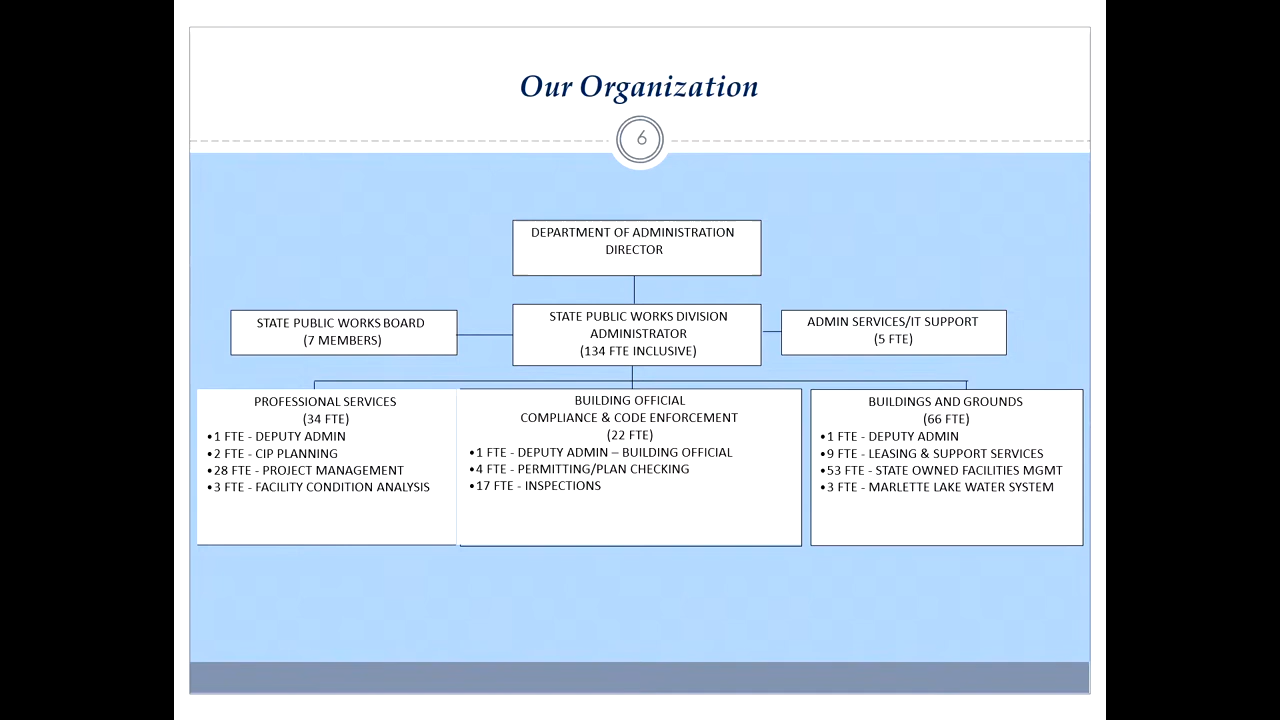 Our Organization
6
DEPARTMENT OF ADMINISTRATION
DIRECTOR
STATE PUBLIC WORKS BOARD
(7 MEMBERS)
STATE PUBLIC WORKS DIVISION
ADMINISTRATOR
(134 FTE INCLUSIVE)
ADMIN SERVICES/IT SUPPORT
(5 FTE)
PROFESSIONAL SERVICES
(34 FTE)
•1 FTE - DEPUTY ADMIN
•2 FTE - CIP PLANNING
•28 FTE - PROJECT MANAGEMENT
•3 FTE - FACILITY CONDITION ANALYSIS
BUILDING OFFICIAL
COMPLIANCE & CODE ENFORCEMENT
(22 FTE)
•1 FTE - DEPUTY ADMIN – BUILDING OFFICIAL
•4 FTE - PERMITTING/PLAN CHECKING
•17 FTE - INSPECTIONS
BUILDINGS AND GROUNDS
(66 FTE)
•1 FTE - DEPUTY ADMIN
•9 FTE - LEASING & SUPPORT SERVICES
•53 FTE - STATE OWNED FACILITIES MGMT
•3 FTE - MARLETTE LAKE WATER SYSTEM